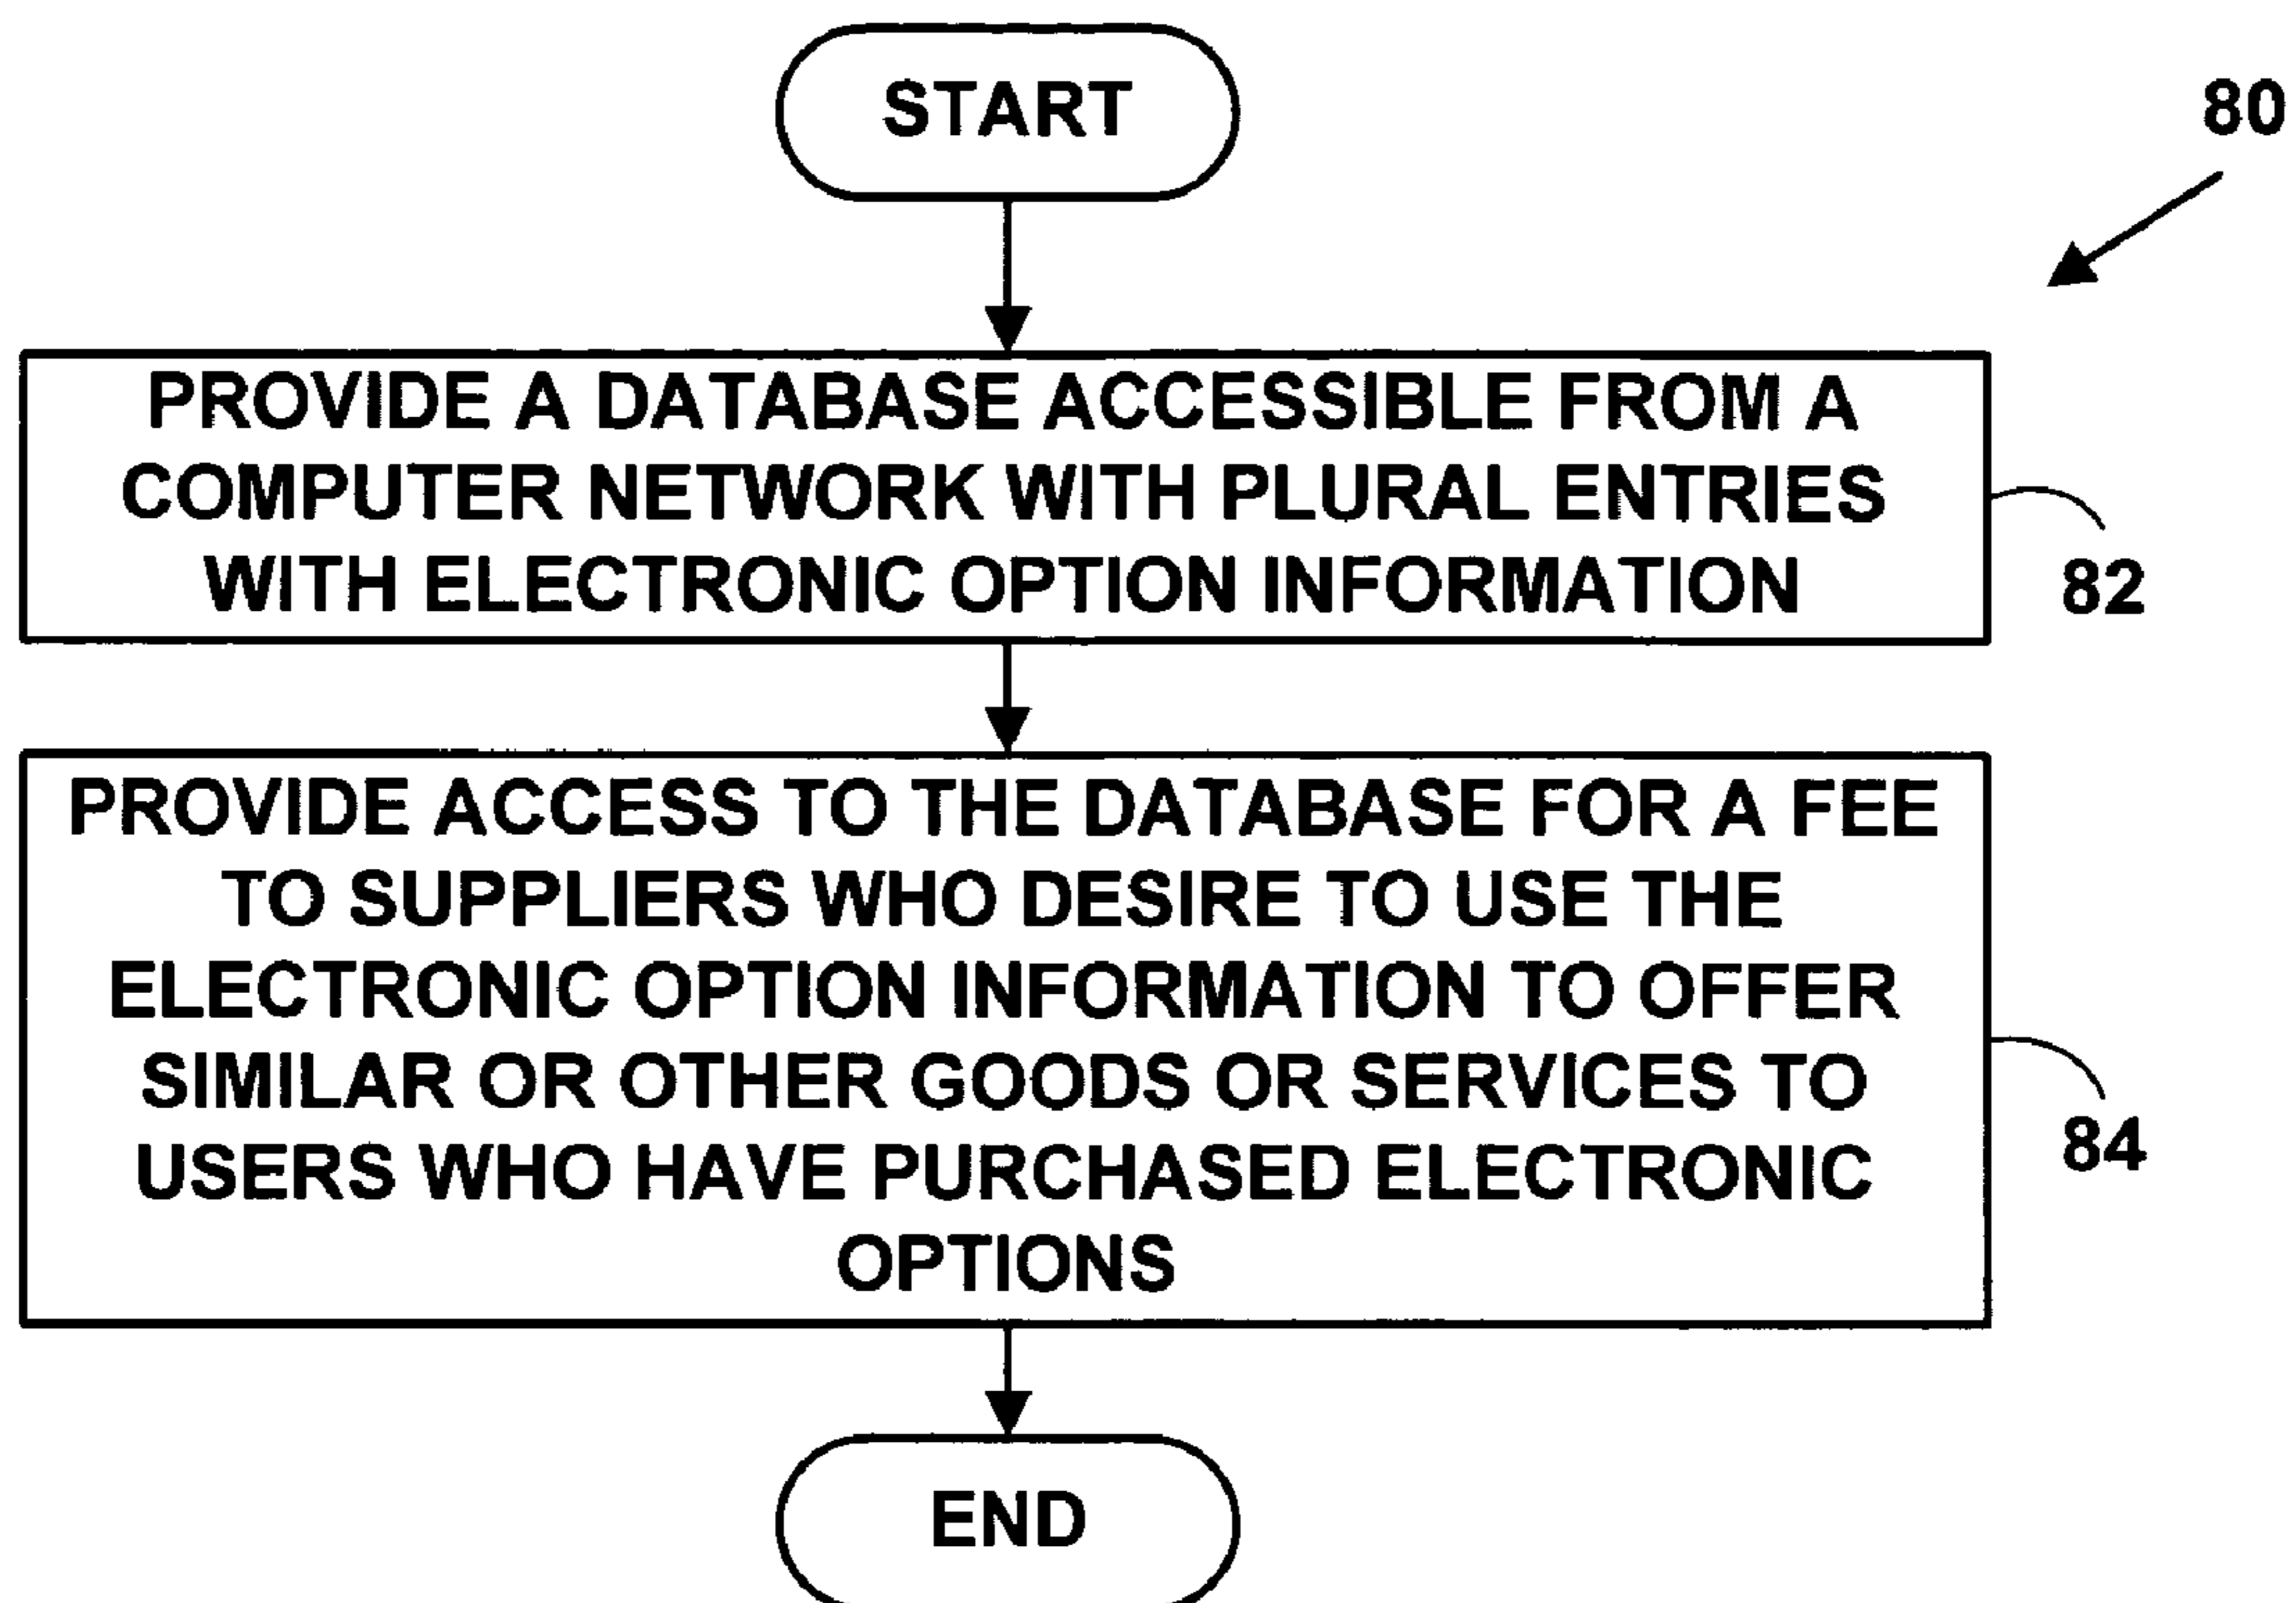 START
80
PROVIDE A DATABASE ACCESSIBLE FROM A
COMPUTER NETWORK WITH PLURAL ENTRIES
WITH ELECTRONIC OPTION INFORMATION
82
PROVIDE ACCESS TO THE DATABASE FOR A FEE
TO SUPPLIERS WHO DESIRE TO USE THE
ELECTRONIC OPTION INFORMATION TO OFFER
SIMILAR OR OTHER GOODS OR SERVICES TO
USERS WHO HAVE PURCHASED ELECTRONIC
OPTIONS
84
END